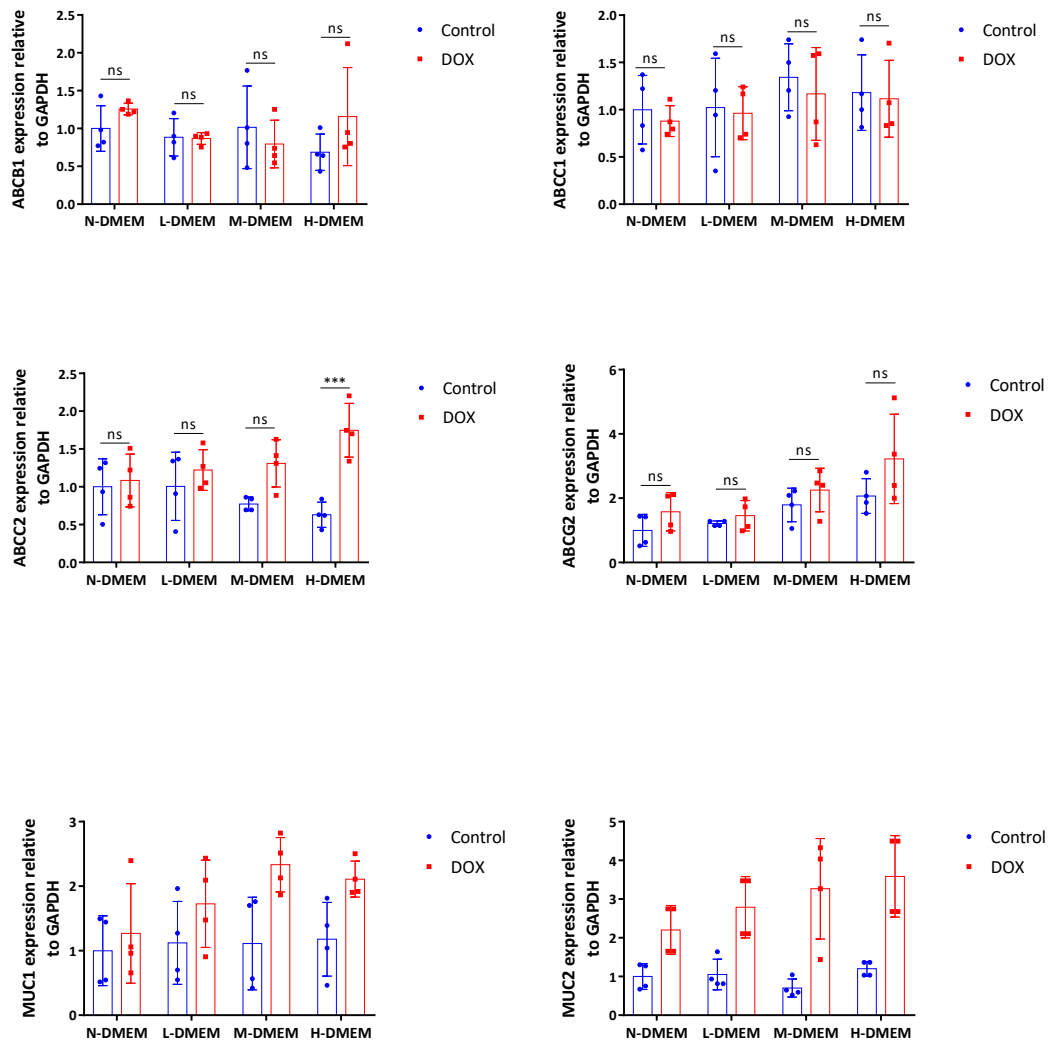 ABCB1 expression relative
to GAPDH
2.5
2.0
1.5
1.0
0.5
0.0
ns
ns
ns
ns
N-DMEM
L-DMEM
M-DMEM
H-DMEM
Control
DOX
ABCC1 expression relative
to GAPDH
2.0
1.5
1.0
0.5
0.0
ns
ns
ns
ns
N-DMEM
L-DMEM
M-DMEM
H-DMEM
Control
DOX
ABCC2 expression relative
to GAPDH
2.5
2.0
1.5
1.0
0.5
0.0
ns
ns
ns
***
N-DMEM
L-DMEM
M-DMEM
H-DMEM
Control
DOX
ABCG2 expression relative
to GAPDH
6
4
2
0
ns
ns
ns
ns
N-DMEM
L-DMEM
M-DMEM
H-DMEM
Control
DOX
MUC1 expression relative
to GAPDH
3
2
1
0
N-DMEM
L-DMEM
M-DMEM
H-DMEM
Control
DOX
MUC2 expression relative
to GAPDH
5
4
3
2
1
0
N-DMEM
L-DMEM
M-DMEM
H-DMEM
Control
DOX